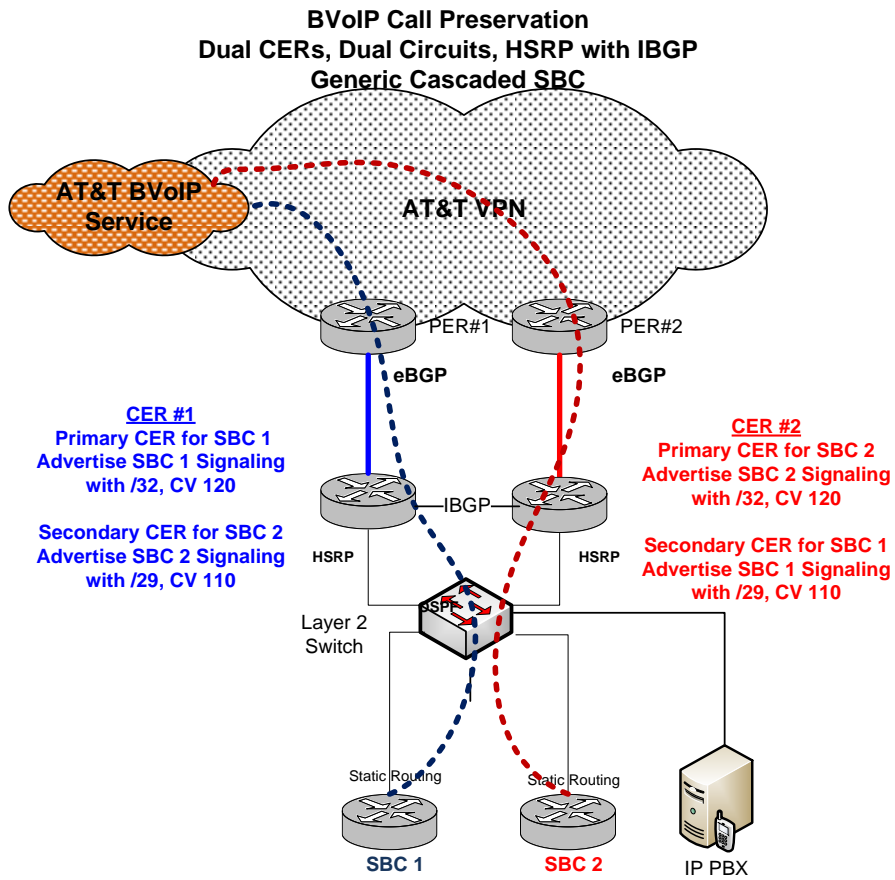 BVoIP Call Preservation
Dual CERs, Dual Circuits, HSRP with IBGP
Generic Cascaded SBC
AT&T BVoIP
Service
AT&T VPN
PER#1
PER#2
eBGP
eBGP
CER #1
Primary CER for SBC 1
Advertise SBC 1 Signaling
with /32, CV 120
Secondary CER for SBC 2
Advertise SBC 2 Signaling
with /29, CV 110
CER #2
Primary CER for SBC 2
Advertise SBC 2 Signaling
with /32, CV 120
Secondary CER for SBC 1
Advertise SBC 1 Signaling
with /29, CV 110
IBGP
HSRP
HSRP
OSPF
Layer 2
Switch
Static Routing
Static Routing
SBC 1
SBC 2
IP PBX